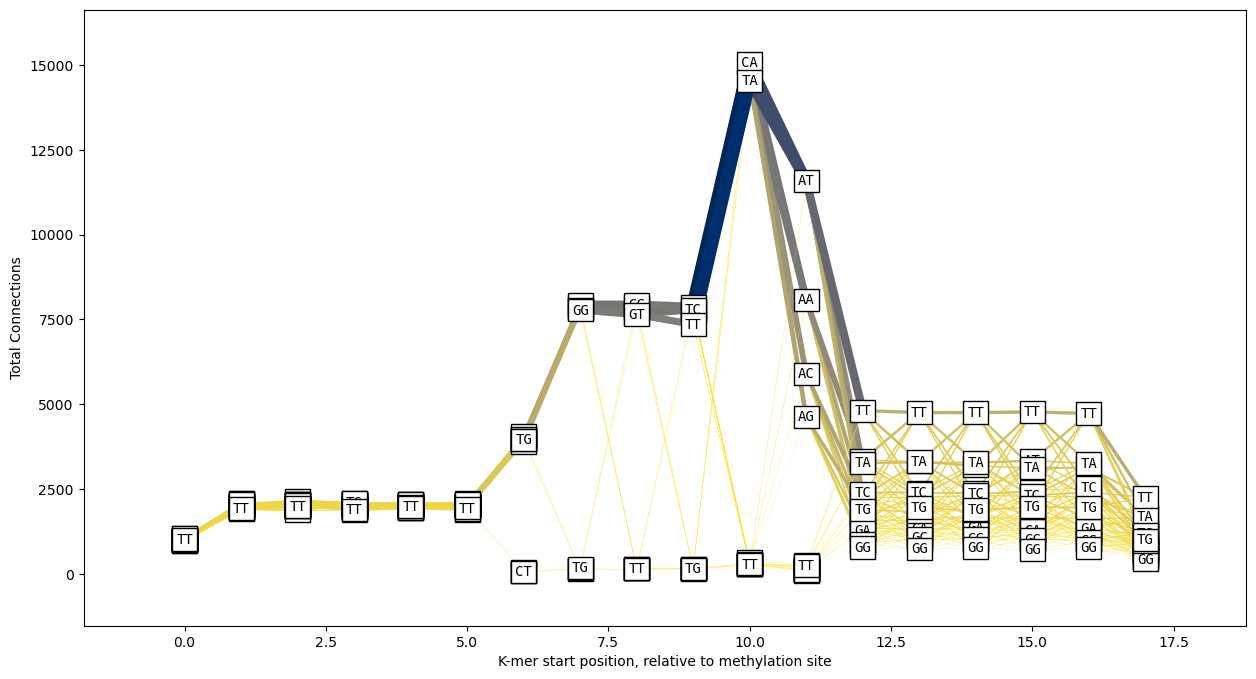 15000
12500
10000
7500
5000
2500
0
Total Connections
0.0
2.5
5.0
7.5
10.0
12.5
15.0
17.5
K-mer start position, relative to methylation site
TT
TT
TT
TT
TT
TT
TG
CT
GG
TG
GT
TT
TC
TT
TG
CA
TA
TT
AT
AA
AC
AG
TT
TT
TA
TC
TG
GA
GG
TT
TA
TC
TG
GG
TT
TA
TC
TG
GG
TT
TA
TG
GG
TT
TA
TC
TG
GA
GG
TT
TA
TG
GG